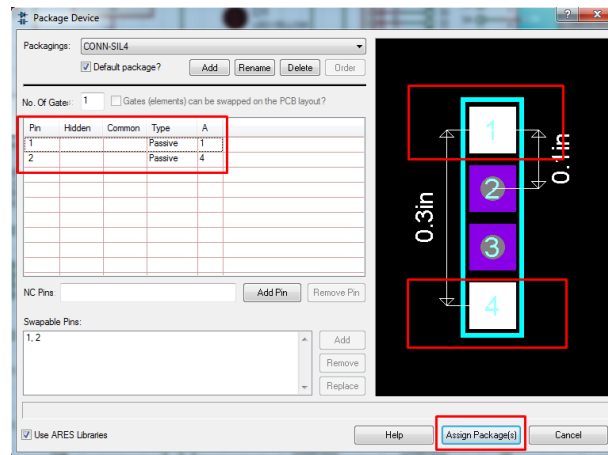 Package Device
Packagings: CONN-SIL4
Default package? Add Rename Delete Order
No. Of Gates: 1 Gates (elements) can be swapped on the PCB layout?
Pin Hidden Common Type A
1 Passive 1
2 Passive 4
NC Pins: Add Pin Remove Pin
Swapable Pins:
1, 2
Add
Remove
Replace
Use ARES Libraries
Help Assign Package(s) Cancel
1
2
3
4
0.3in
0.1in